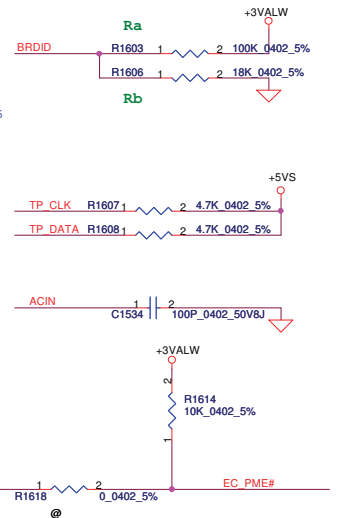 Ra
+3VALW
BRDID
R1603 1 2 100K_0402_5%
R1606 1 2 18K_0402_5%
Rb
+5VS
TP_CLK R1607 1 2 4.7K_0402_5%
TP_DATA R1608 1 2 4.7K_0402_5%
ACIN
1 2
C1534 100P_0402_50V8J
+3VALW
2
R1614
10K_0402_5%
1
1 2 EC_PME#
R1618 0_0402_5%
@